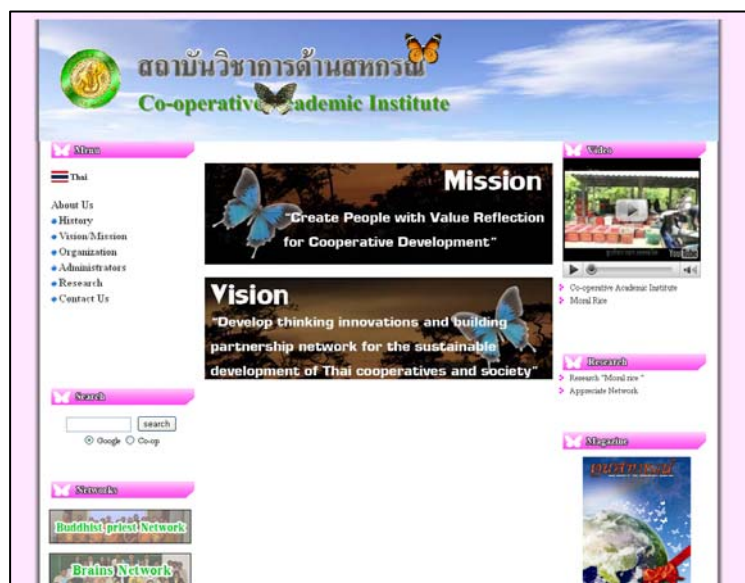 สถาบันวิชาการด้านสหกรณ์
Co-operative Academic Institute
Menu
Thai
About Us
History
Vision/Mission
Organization
Administrators
Research
Contact Us
Search
search
Google Co-op
Networks
Buddhist priest Network
Brains Network
Mission
"Create People with Value Reflection
for Cooperative Development"
Vision
"Develop thinking innovations and building
partnership network for the sustainable
development of Thai cooperatives and society"
Video
YouTube
Co-operative Academic Institute
Moral Rice
Research
Research "Moral rice "
Appreciate Network
Magazine